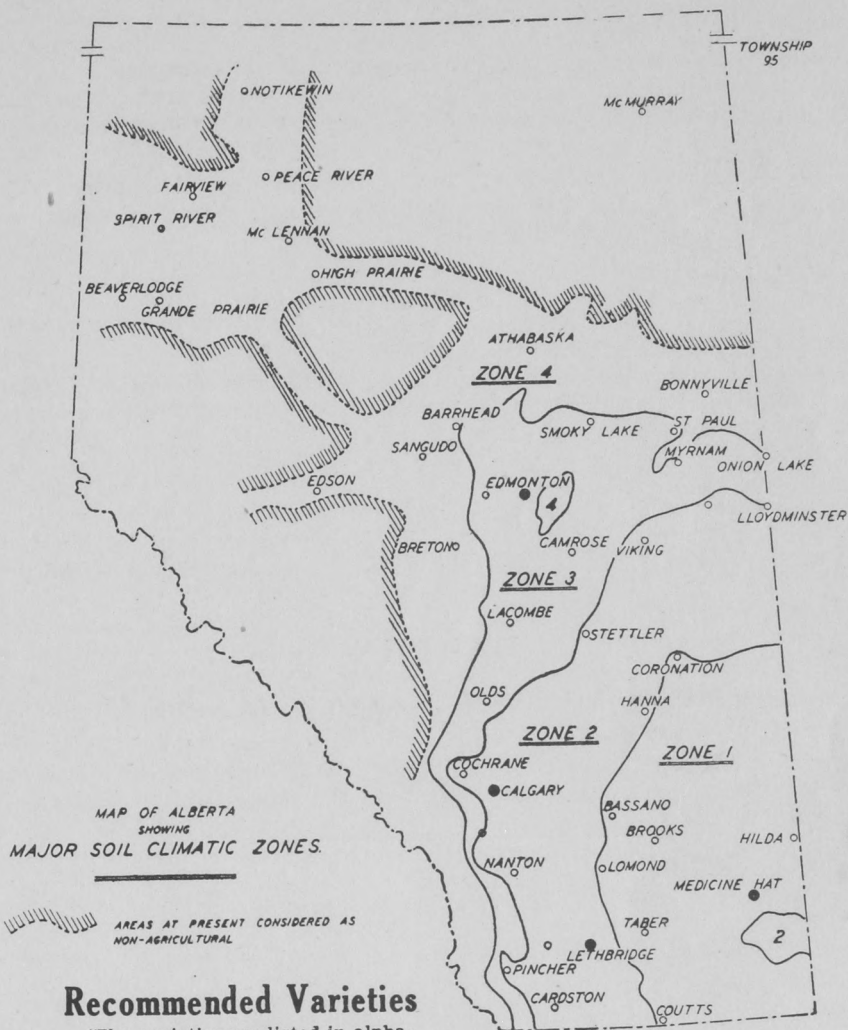 TOWNSHIP
95
NOTIKEWIN
McMURRAY
PEACE RIVER
FAIRVIEW
SPIRIT RIVER
Mc LENNAN
HIGH PRAIRIE
BEAVERLODGE
GRANDE PRAIRIE
ATHABASKA
ZONE 4
BONNYVILLE
BARRHEAD
SMOKY LAKE
ST PAUL
SANGUDO
MYRNAM
ONION LAKE
EDSON
EDMONTON
4
LLOYDMINSTER
BRETON
CAMROSE
VIKING
ZONE 3
LACOMBE
STETTLER
CORONATION
OLDS
HANNA
ZONE 2
ZONE 1
COCHRANE
CALGARY
BASSANO
BROOKS
HILDA
NANTON
LOMOND
MEDICINE HAT
TABER
2
LETHBRIDGE
PINCHER
CARDSTON
COUTTS
MAP OF ALBERTA
SHOWING
MAJOR SOIL CLIMATIC ZONES.
AREAS AT PRESENT CONSIDERED AS
NON-AGRICULTURAL
Recommended Varieties
varieties listed in alpha